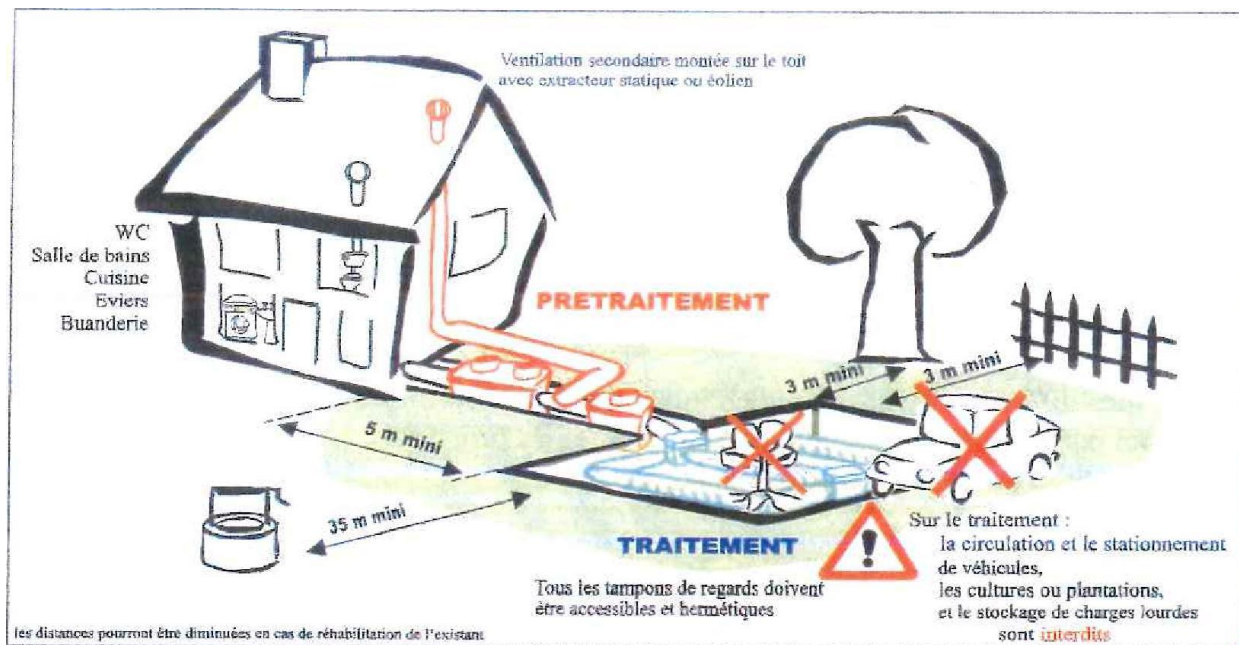 Ventilation secondaire montée sur le toit
avec extracteur statique ou éolien
WC
Salle de bains
Cuisine
Eviers
Buanderie
PRETRAITEMENT
3 m mini
3 m mini
5 m mini
35 m mini
TRAITEMENT
Tous les tampons de regards doivent
être accessibles et hermétiques
Sur le traitement :
la circulation et le stationnement
de véhicules,
les cultures ou plantations,
et le stockage de charges lourdes
sont interdits
les distances pourront être diminuées en cas de réhabilitation de l'existant